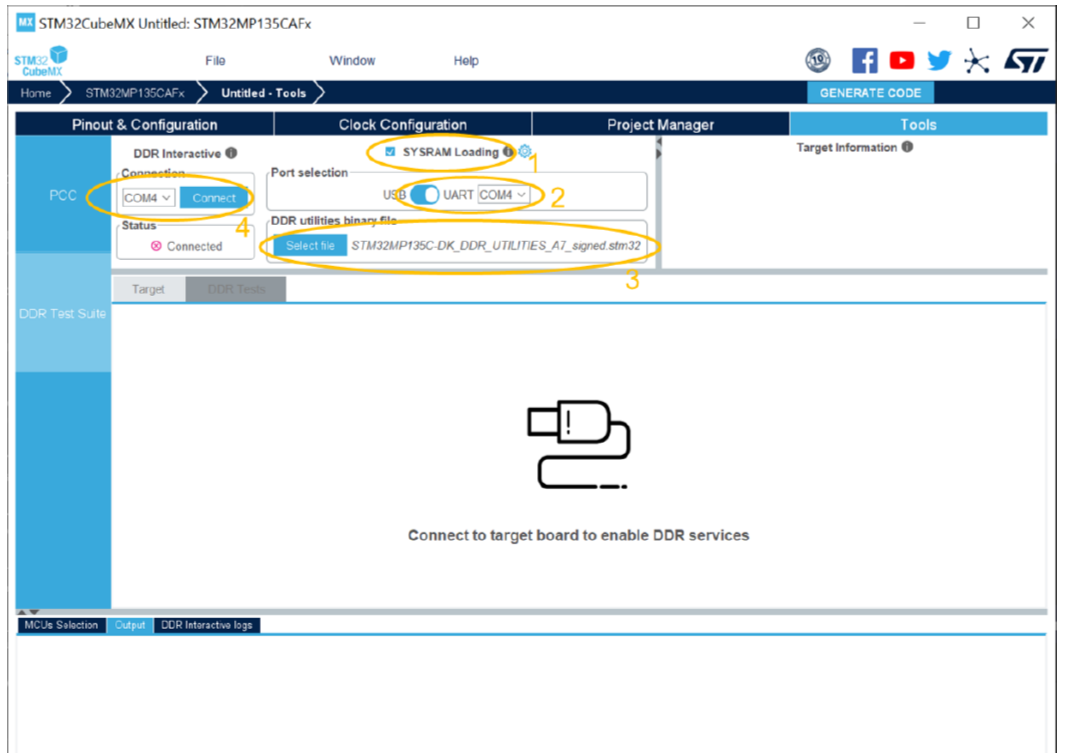 MX STM32CubeMX Untitled: STM32MP135CAFx
STM32 CubeMX File Window Help 10 ST
Home STM32MP135CAFx Untitled - Tools GENERATE CODE
Pinout & Configuration Clock Configuration Project Manager Tools
DDR Interactive SYSRAM Loading 1 Target Information
Connection Port selection
PCC COM4 Connect USB UART COM4 2
Status 4 DDR utilities binary file
Connected Select file STM32MP135C-DK_DDR_UTILITIES_A7_signed.stm32
3
Target DDR Tests
DDR Test Suite
Connect to target board to enable DDR services
MCUs Selection Output DDR Interactive logs